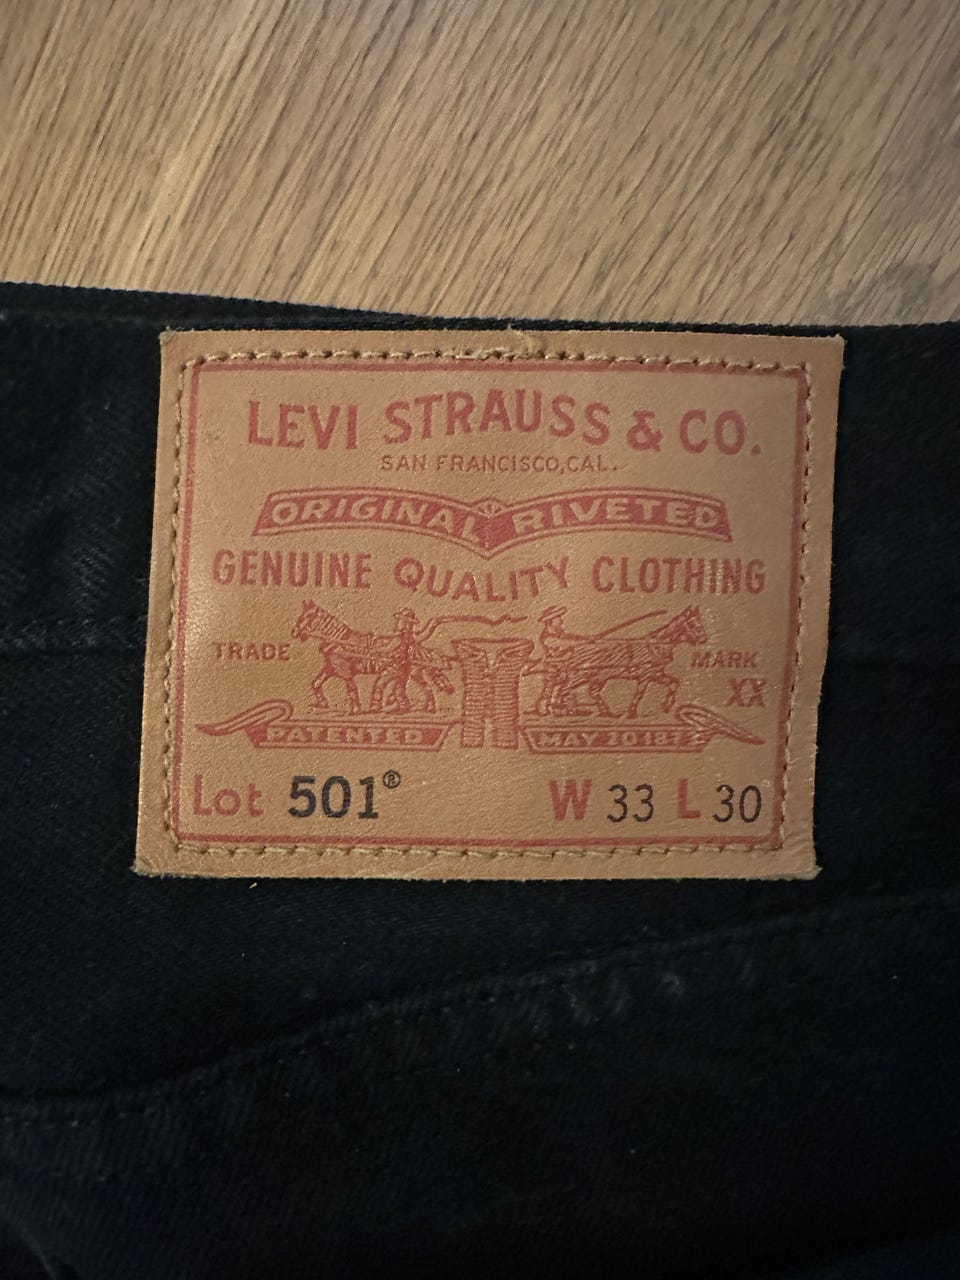 LEVI STRAUSS & CO.
SAN FRANCISCO, CAL.
ORIGINAL RIVETED
GENUINE QUALITY CLOTHING
TRADE MARK
XX
PATENTED MAY 20 1873
Lot 501® W 33 L 30